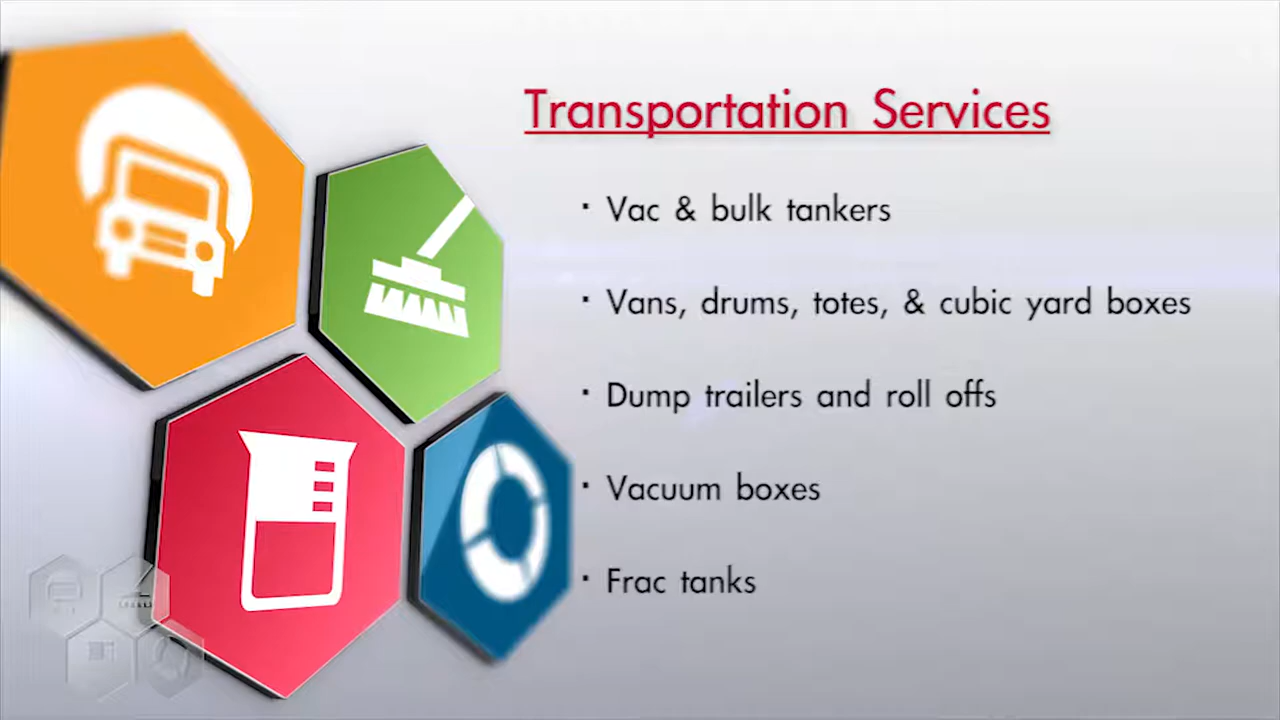 Transportation Services
· Vac & bulk tankers
· Vans, drums, totes, & cubic yard boxes
· Dump trailers and roll offs
· Vacuum boxes
· Frac tanks